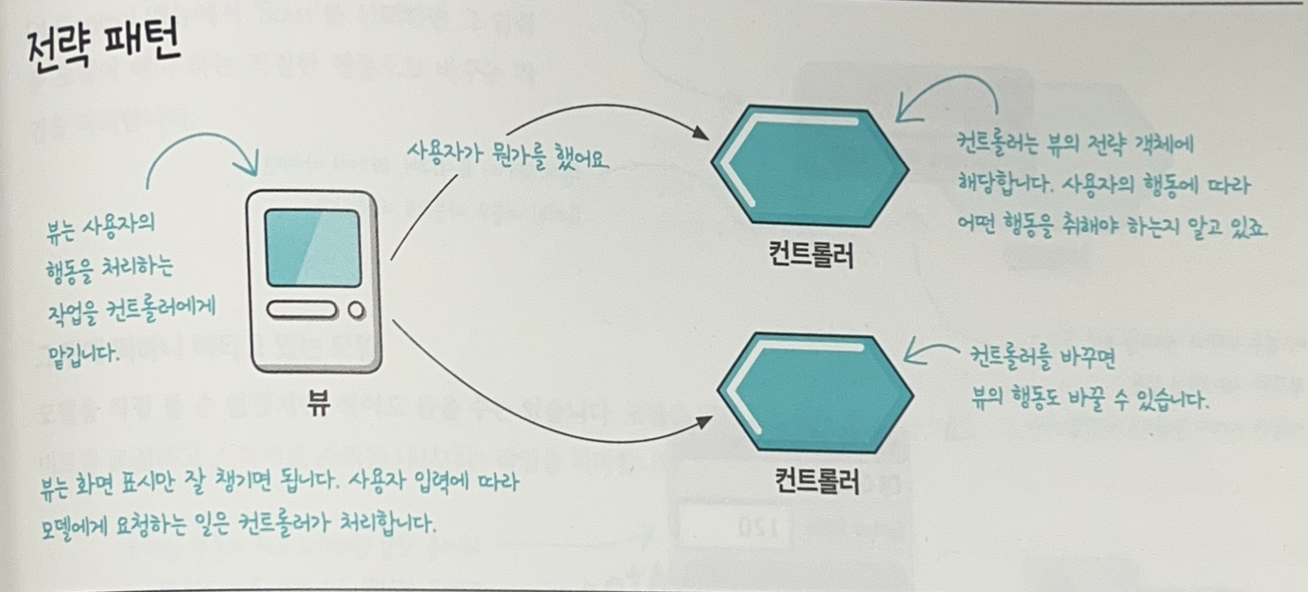 전략 패턴
뷰는 사용자의
행동을 처리하는
작업을 컨트롤러에게
맡깁니다.
뷰
사용자가 뭔가를 했어요
컨트롤러
컨트롤러는 뷰의 전략 객체에
해당합니다. 사용자의 행동에 따라
어떤 행동을 취해야 하는지 알고 있죠.
컨트롤러
컨트롤러를 바꾸면
뷰의 행동도 바꿀 수 있습니다.
뷰는 화면 표시만 잘 챙기면 됩니다. 사용자 입력에 따라
모델에게 요청하는 일은 컨트롤러가 처리합니다.